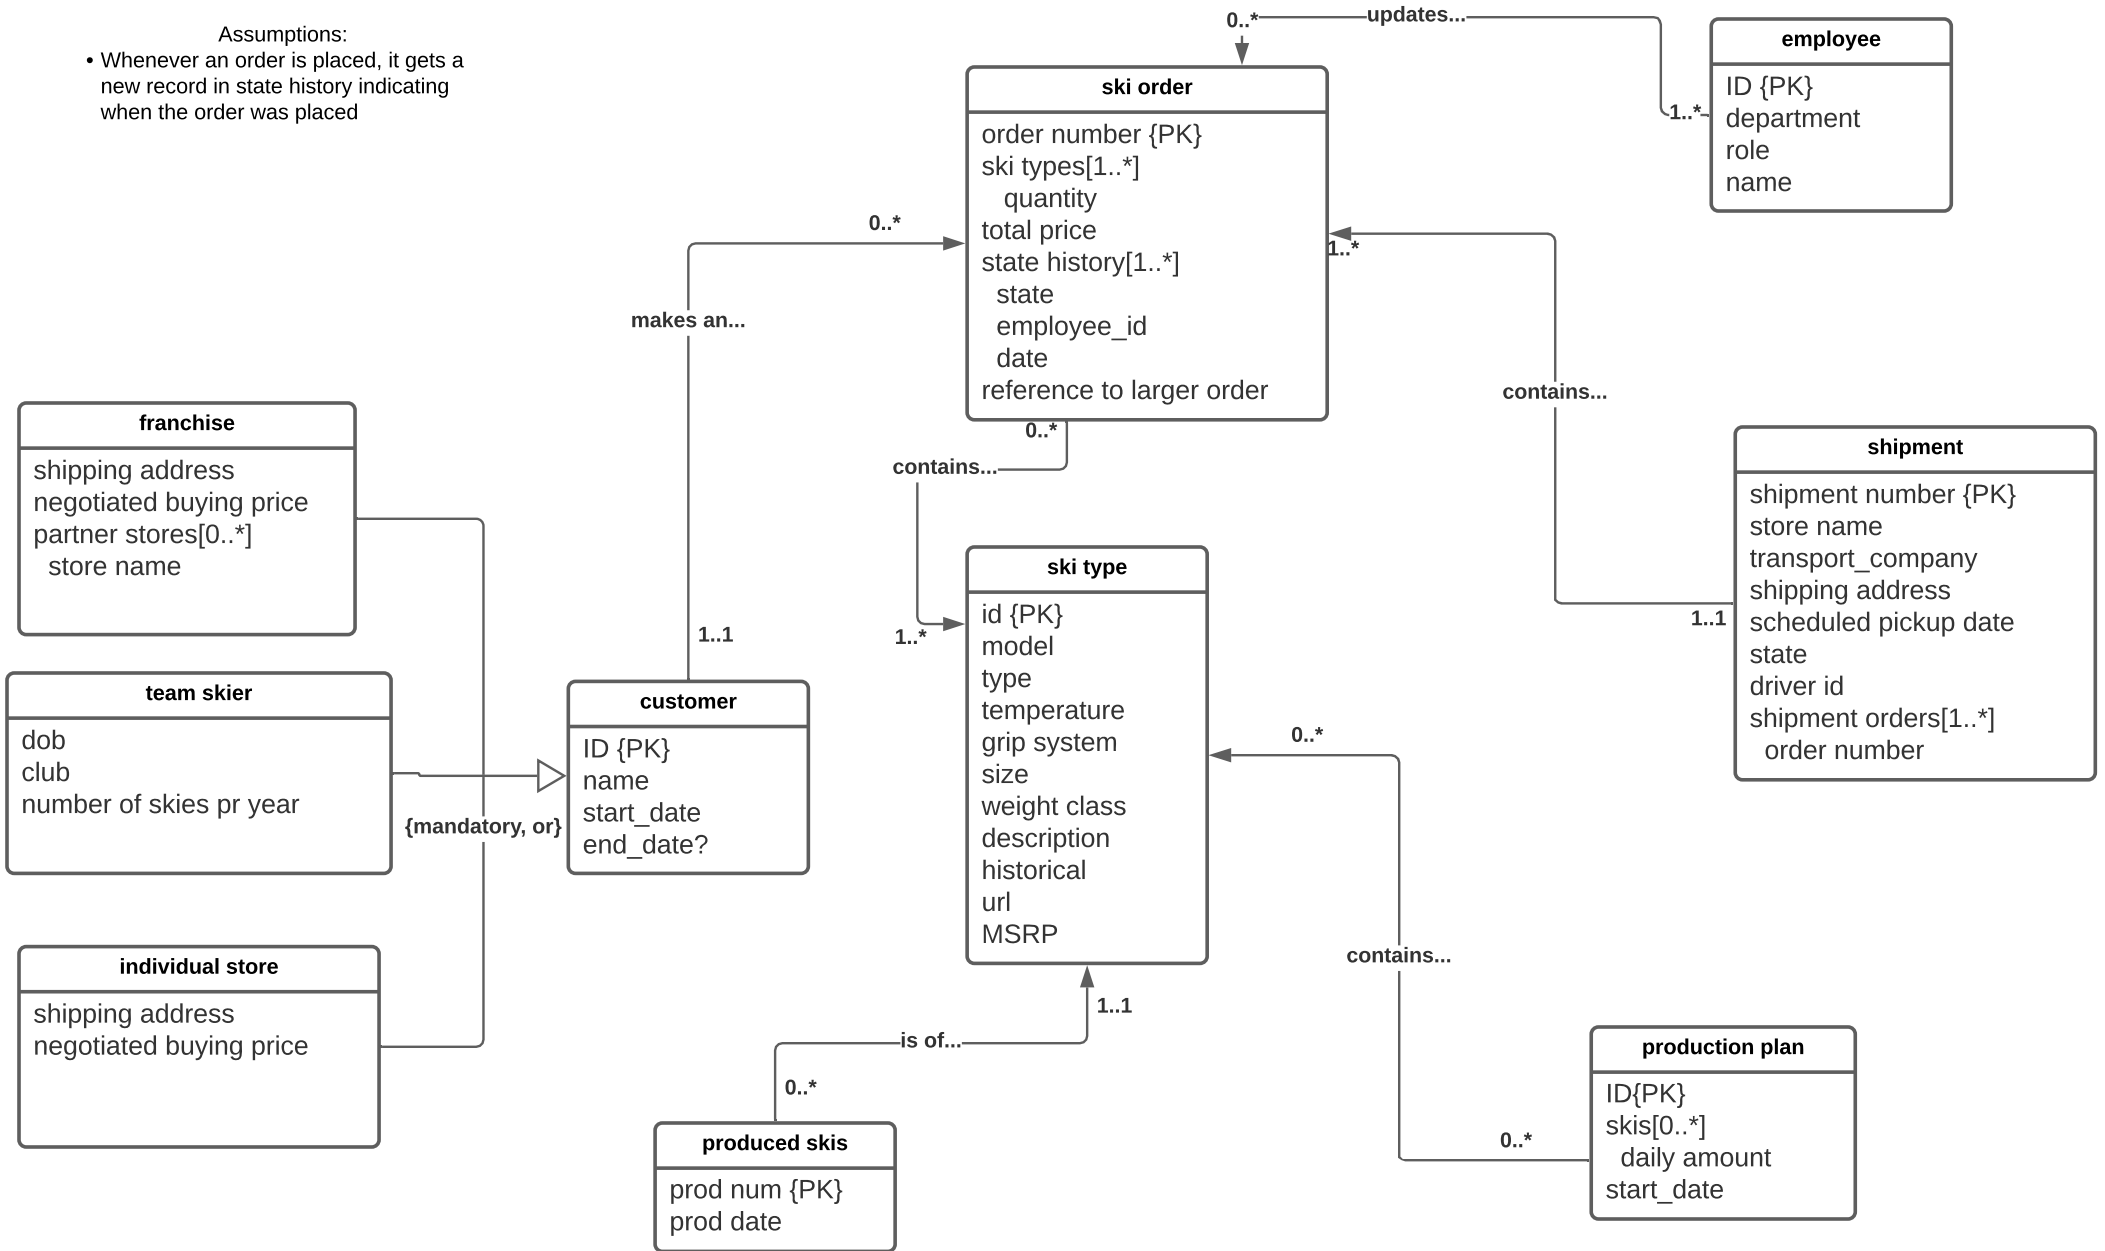 Assumptions:
• Whenever an order is placed, it gets a
new record in state history indicating
when the order was placed
0..*
updates...
1..*
employee
ID {PK}
department
role
name
ski order
order number {PK}
ski types[1..*]
quantity
total price
state history[1..*]
state
employee_id
date
reference to larger order
0..*
makes an...
1..1
1..*
contains...
1..1
0..*
contains...
1..*
franchise
shipping address
negotiated buying price
partner stores[0..*]
store name
team skier
dob
club
number of skies pr year
{mandatory, or}
individual store
shipping address
negotiated buying price
customer
ID {PK}
name
start_date
end_date?
ski type
id {PK}
model
type
temperature
grip system
size
weight class
description
historical
url
MSRP
shipment
shipment number {PK}
store name
transport_company
shipping address
scheduled pickup date
state
driver id
shipment orders[1..*]
order number
0..*
contains...
0..*
1..1
is of...
0..*
produced skis
prod num {PK}
prod date
production plan
ID{PK}
skis[0..*]
daily amount
start_date